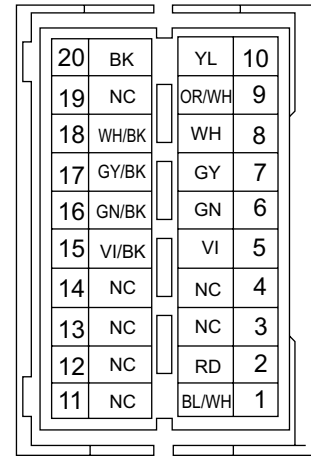 20 BK YL 10
19 NC OR/WH 9
18 WH/BK WH 8
17 GY/BK GY 7
16 GN/BK GN 6
15 VI/BK VI 5
14 NC NC 4
13 NC NC 3
12 NC RD 2
11 NC BL/WH 1